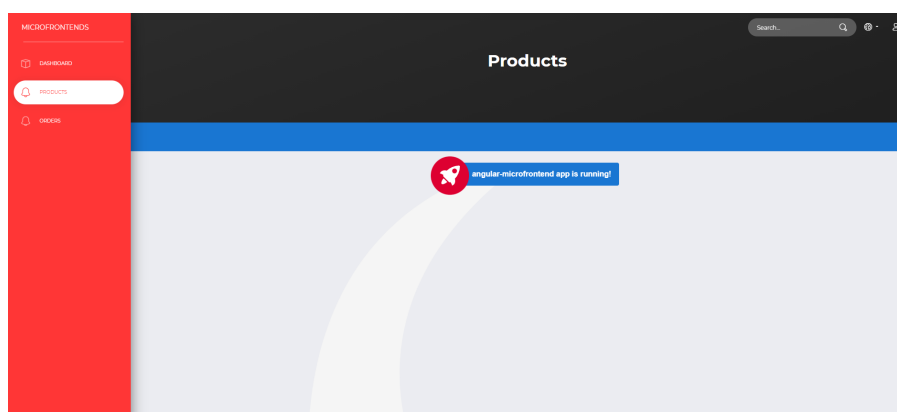 MICROFRONTENDS
DASHBOARD
PRODUCTS
ORDERS
Search...
Products
angular-microfrontend app is running!